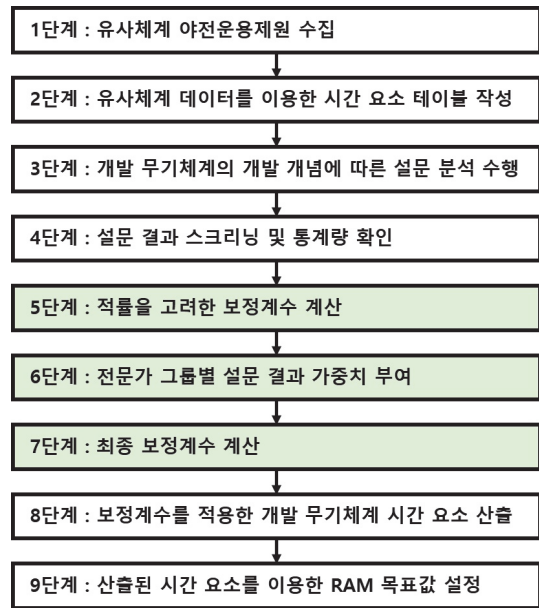 1단계 : 유사체계 야전운용제원 수집
2단계 : 유사체계 데이터를 이용한 시간 요소 테이블 작성
3단계 : 개발 무기체계의 개발 개념에 따른 설문 분석 수행
4단계 : 설문 결과 스크리닝 및 통계량 확인
5단계 : 적률을 고려한 보정계수 계산
6단계 : 전문가 그룹별 설문 결과 가중치 부여
7단계 : 최종 보정계수 계산
8단계 : 보정계수를 적용한 개발 무기체계 시간 요소 산출
9단계 : 산출된 시간 요소를 이용한 RAM 목표값 설정